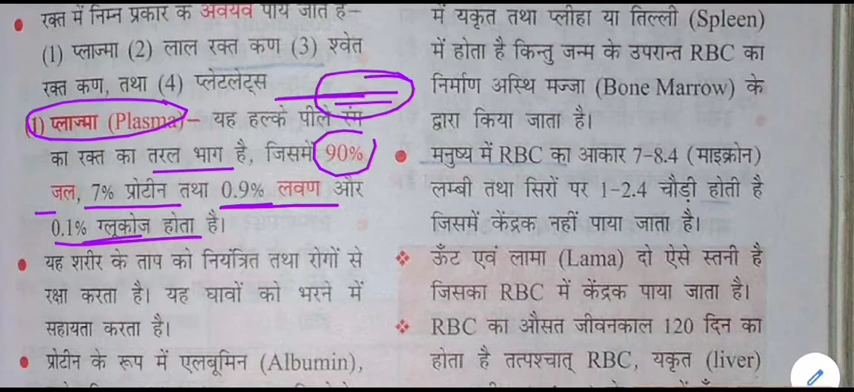 रक्त में निम्न प्रकार के अवयव पाये जाते हैं–
(1) प्लाज्मा (2) लाल रक्त कण (3) श्वेत
रक्त कण, तथा (4) प्लेटलेट्स
(1) प्लाज्मा (Plasma)– यह हल्के पीले रंग
का रक्त का तरल भाग है, जिसमें 90%
जल, 7% प्रोटीन तथा 0.9% लवण और
0.1% ग्लूकोज होता है।
यह शरीर के ताप को नियंत्रित तथा रोगों से
रक्षा करता है। यह घावों को भरने में
सहायता करता है।
प्रोटीन के रूप में एलबूमिन (Albumin),
में यकृत तथा प्लीहा या तिल्ली (Spleen)
में होता है किन्तु जन्म के उपरान्त RBC का
निर्माण अस्थि मज्जा (Bone Marrow) के
द्वारा किया जाता है।
मनुष्य में RBC का आकार 7-8.4 (माइक्रोन)
लम्बी तथा सिरों पर 1-2.4 चौड़ी होती है
जिसमें केंद्रक नहीं पाया जाता है।
ऊँट एवं लामा (Lama) दो ऐसे स्तनी है
जिसका RBC में केंद्रक पाया जाता है।
RBC का औसत जीवनकाल 120 दिन का
होता है तत्पश्चात् RBC, यकृत (liver)